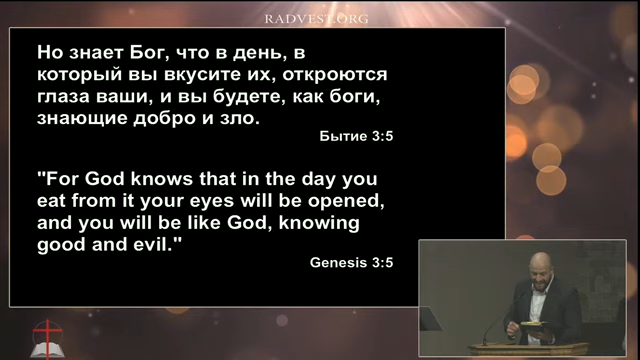 RADVEST.ORG
Но знает Бог, что в день, в
который вы вкусите их, откроются
глаза ваши, и вы будете, как боги,
знающие добро и зло.
Бытие 3:5
"For God knows that in the day you
eat from it your eyes will be opened,
and you will be like God, knowing
good and evil."
Genesis 3:5